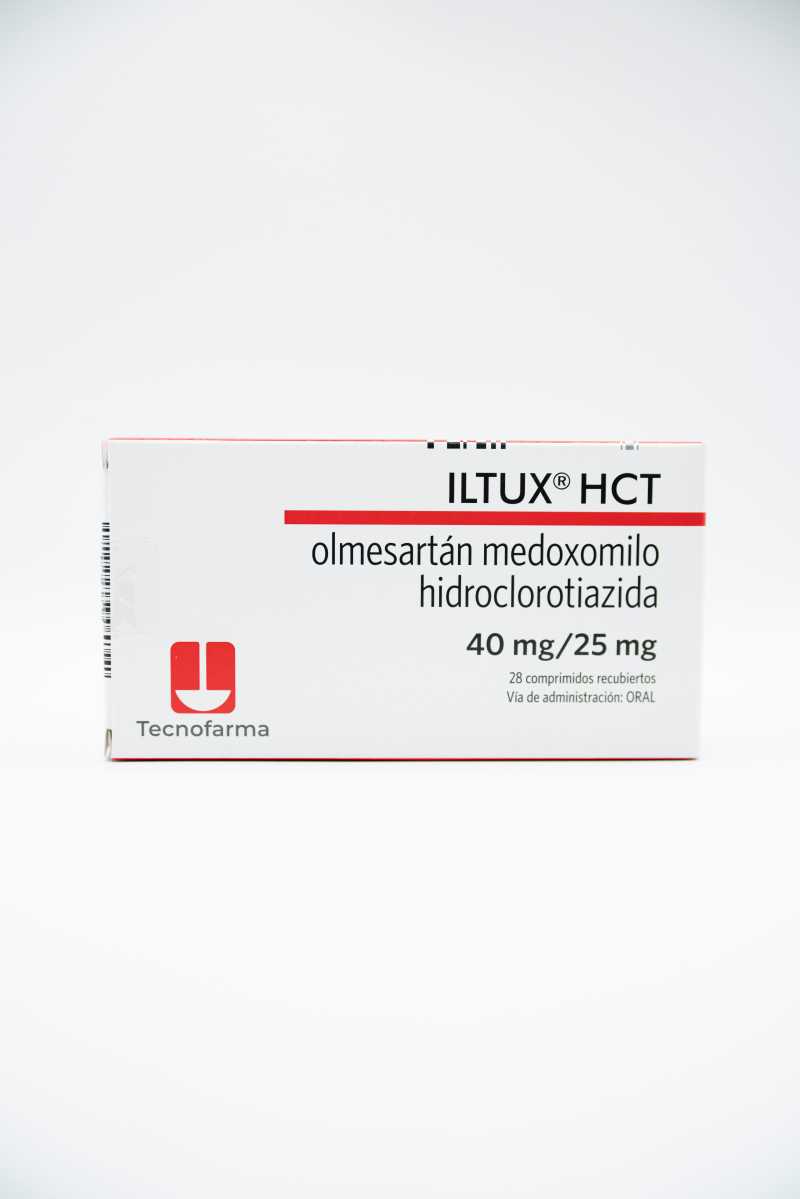 ILTUX® HCT
olmesartán medoxomilo
hidroclorotiazida
40 mg/25 mg
28 comprimidos recubiertos
Vía de administración: ORAL
Tecnofarma